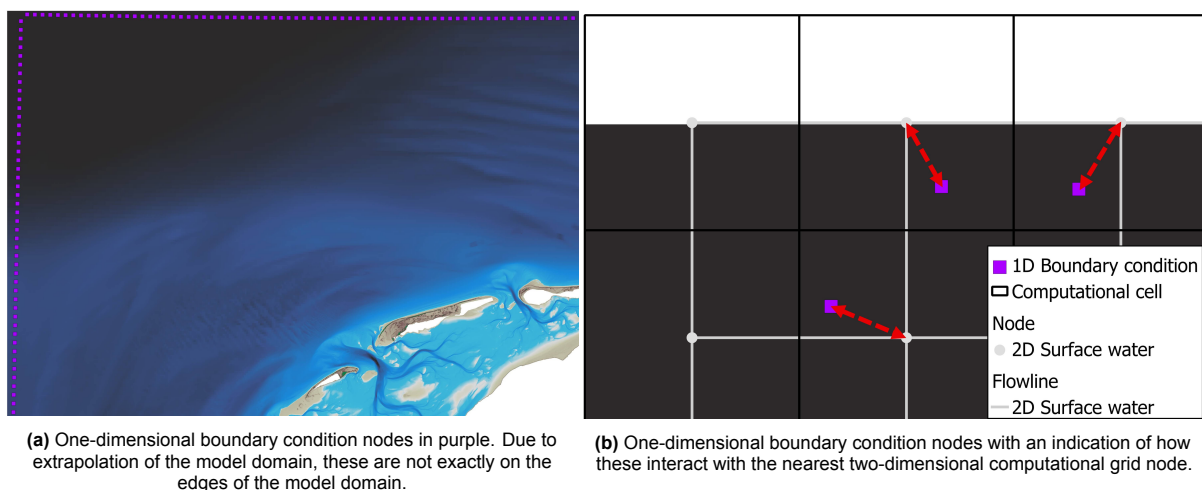 1D Boundary condition
Computational cell
Node
2D Surface water
Flowline
2D Surface water
(a) One-dimensional boundary condition nodes in purple. Due to
extrapolation of the model domain, these are not exactly on the
edges of the model domain.
(b) One-dimensional boundary condition nodes with an indication of how
these interact with the nearest two-dimensional computational grid node.